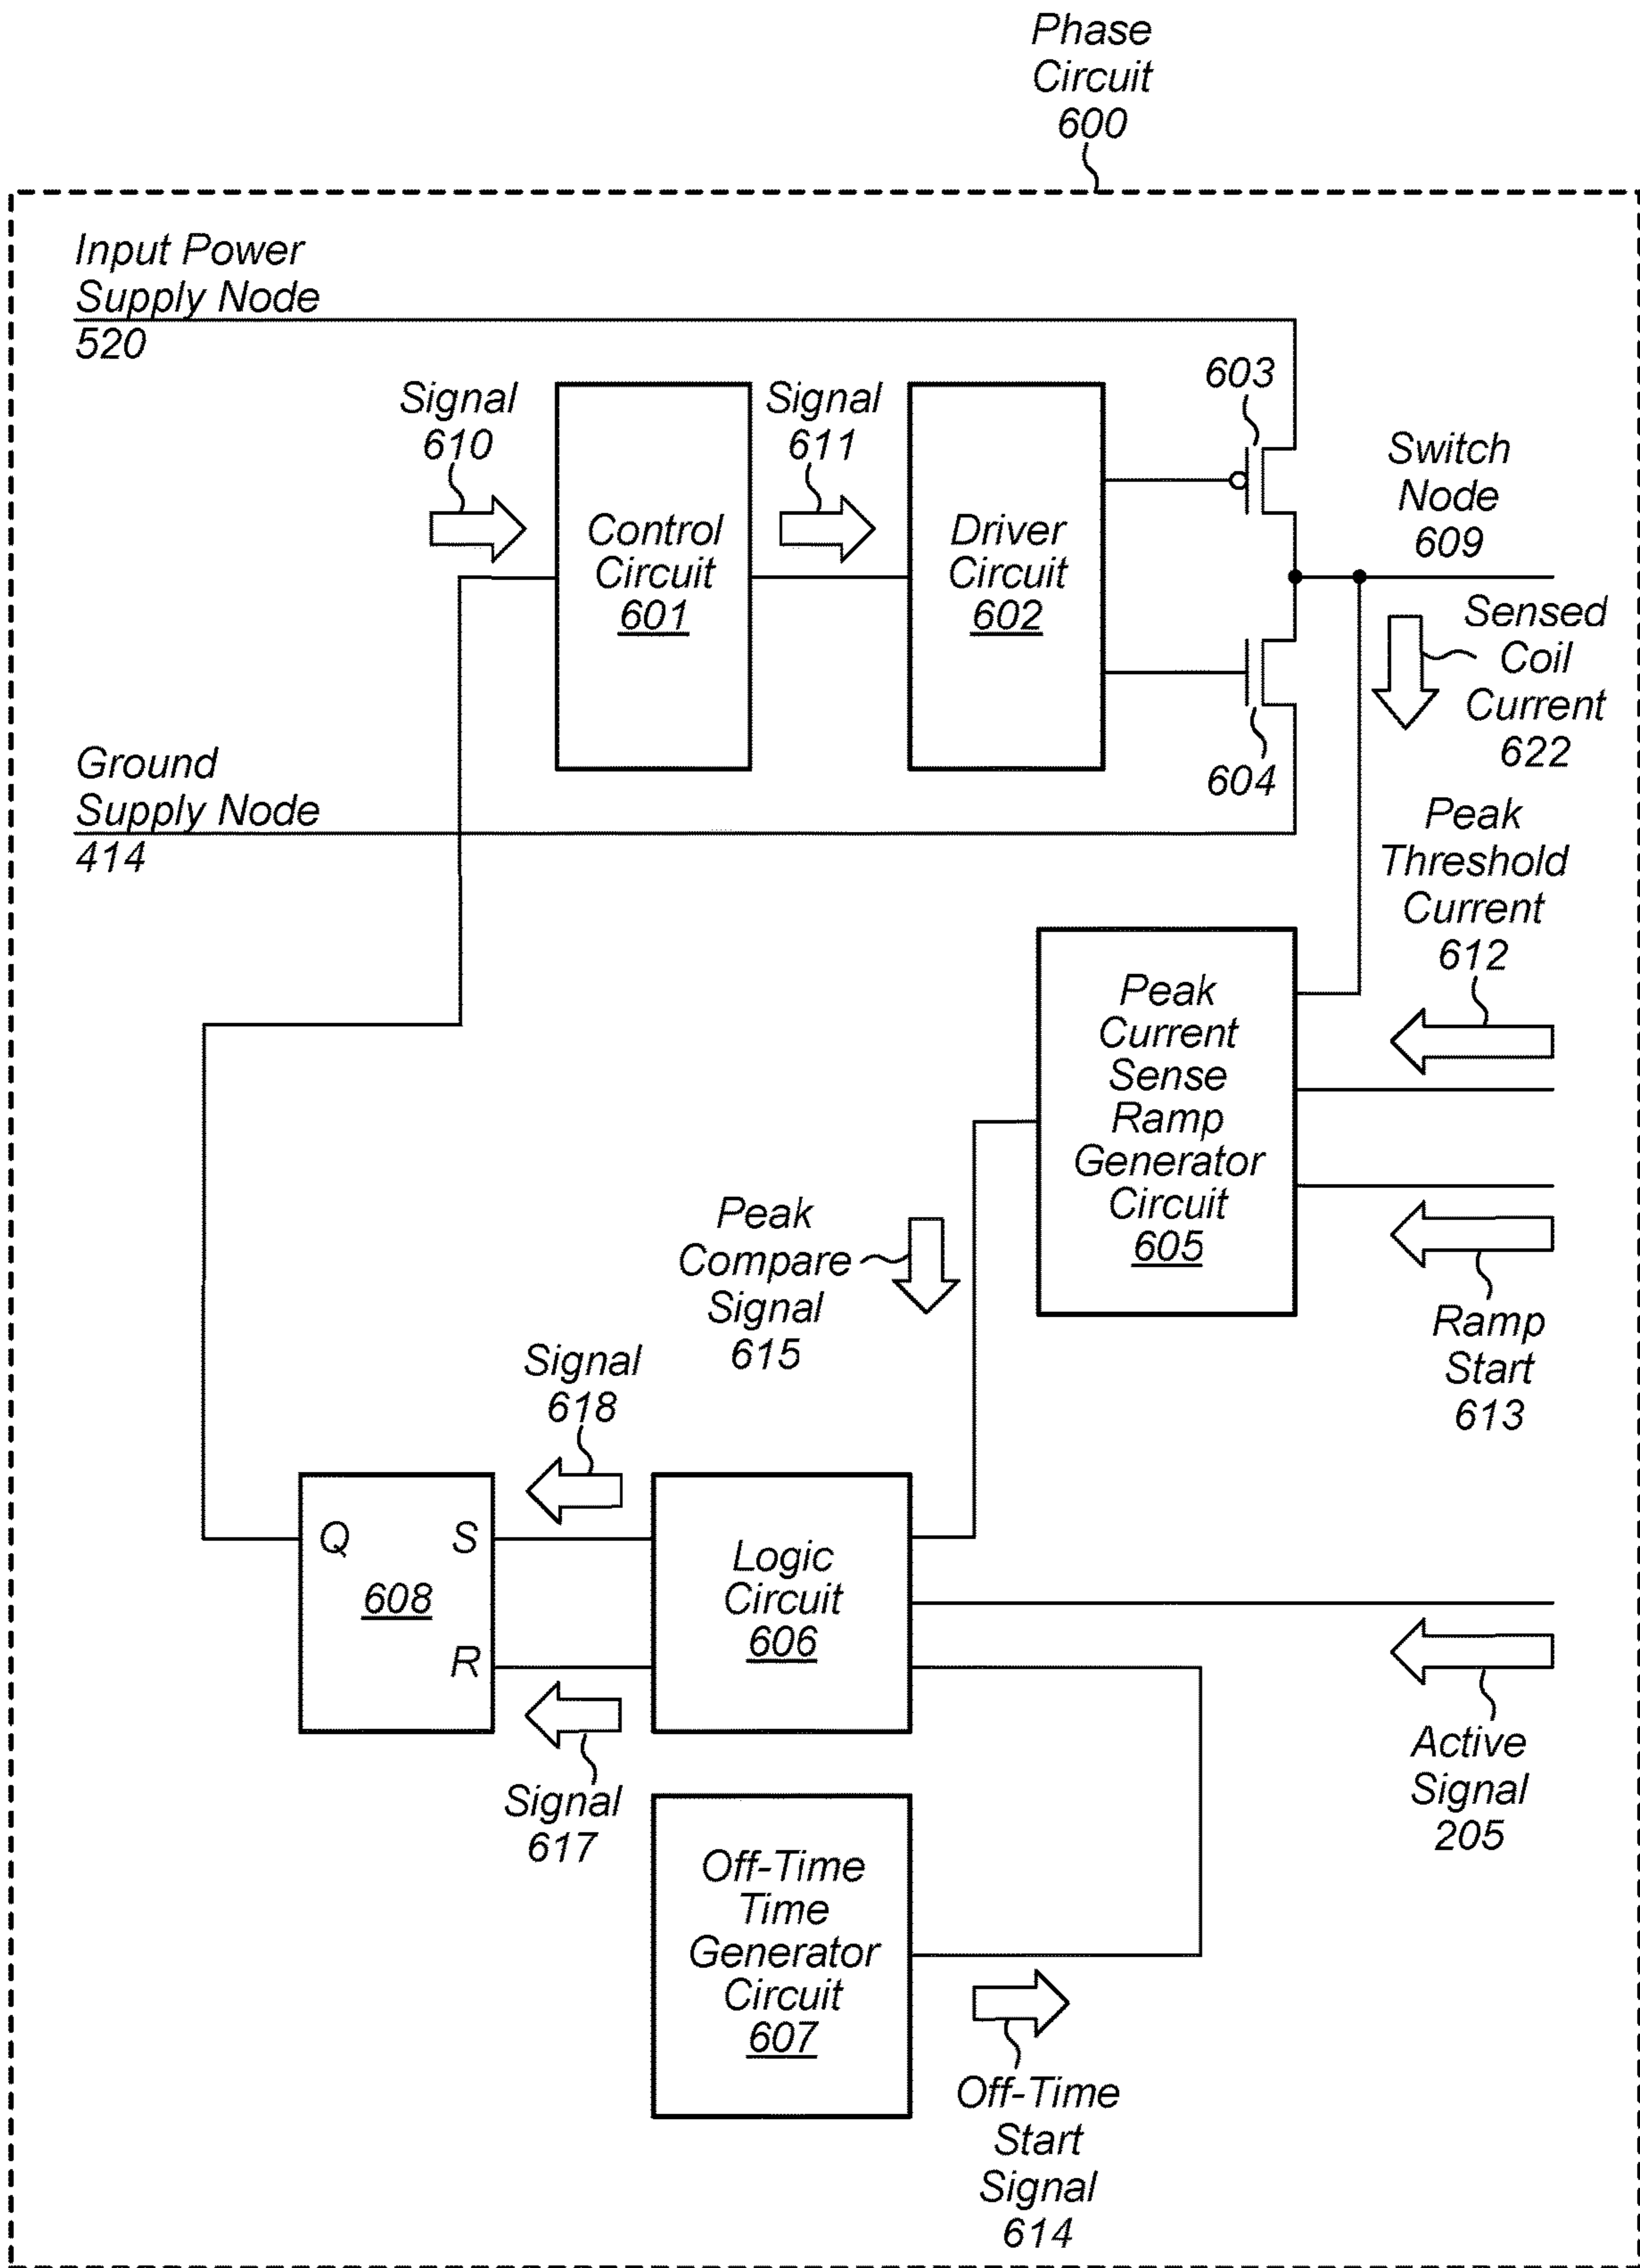 Phase
Circuit
600
Input Power
Supply Node
520
Signal
610
Signal
611
603
Switch
Node
609
Control
Circuit
601
Driver
Circuit
602
Sensed
Coil
Current
622
604
Ground
Supply Node
414
Peak
Threshold
Current
612
Peak
Current
Sense
Ramp
Generator
Circuit
605
Peak
Compare
Signal
615
Ramp
Start
613
Signal
618
Q
S
608
R
Logic
Circuit
606
Signal
617
Active
Signal
205
Off-Time
Time
Generator
Circuit
607
Off-Time
Start
Signal
614